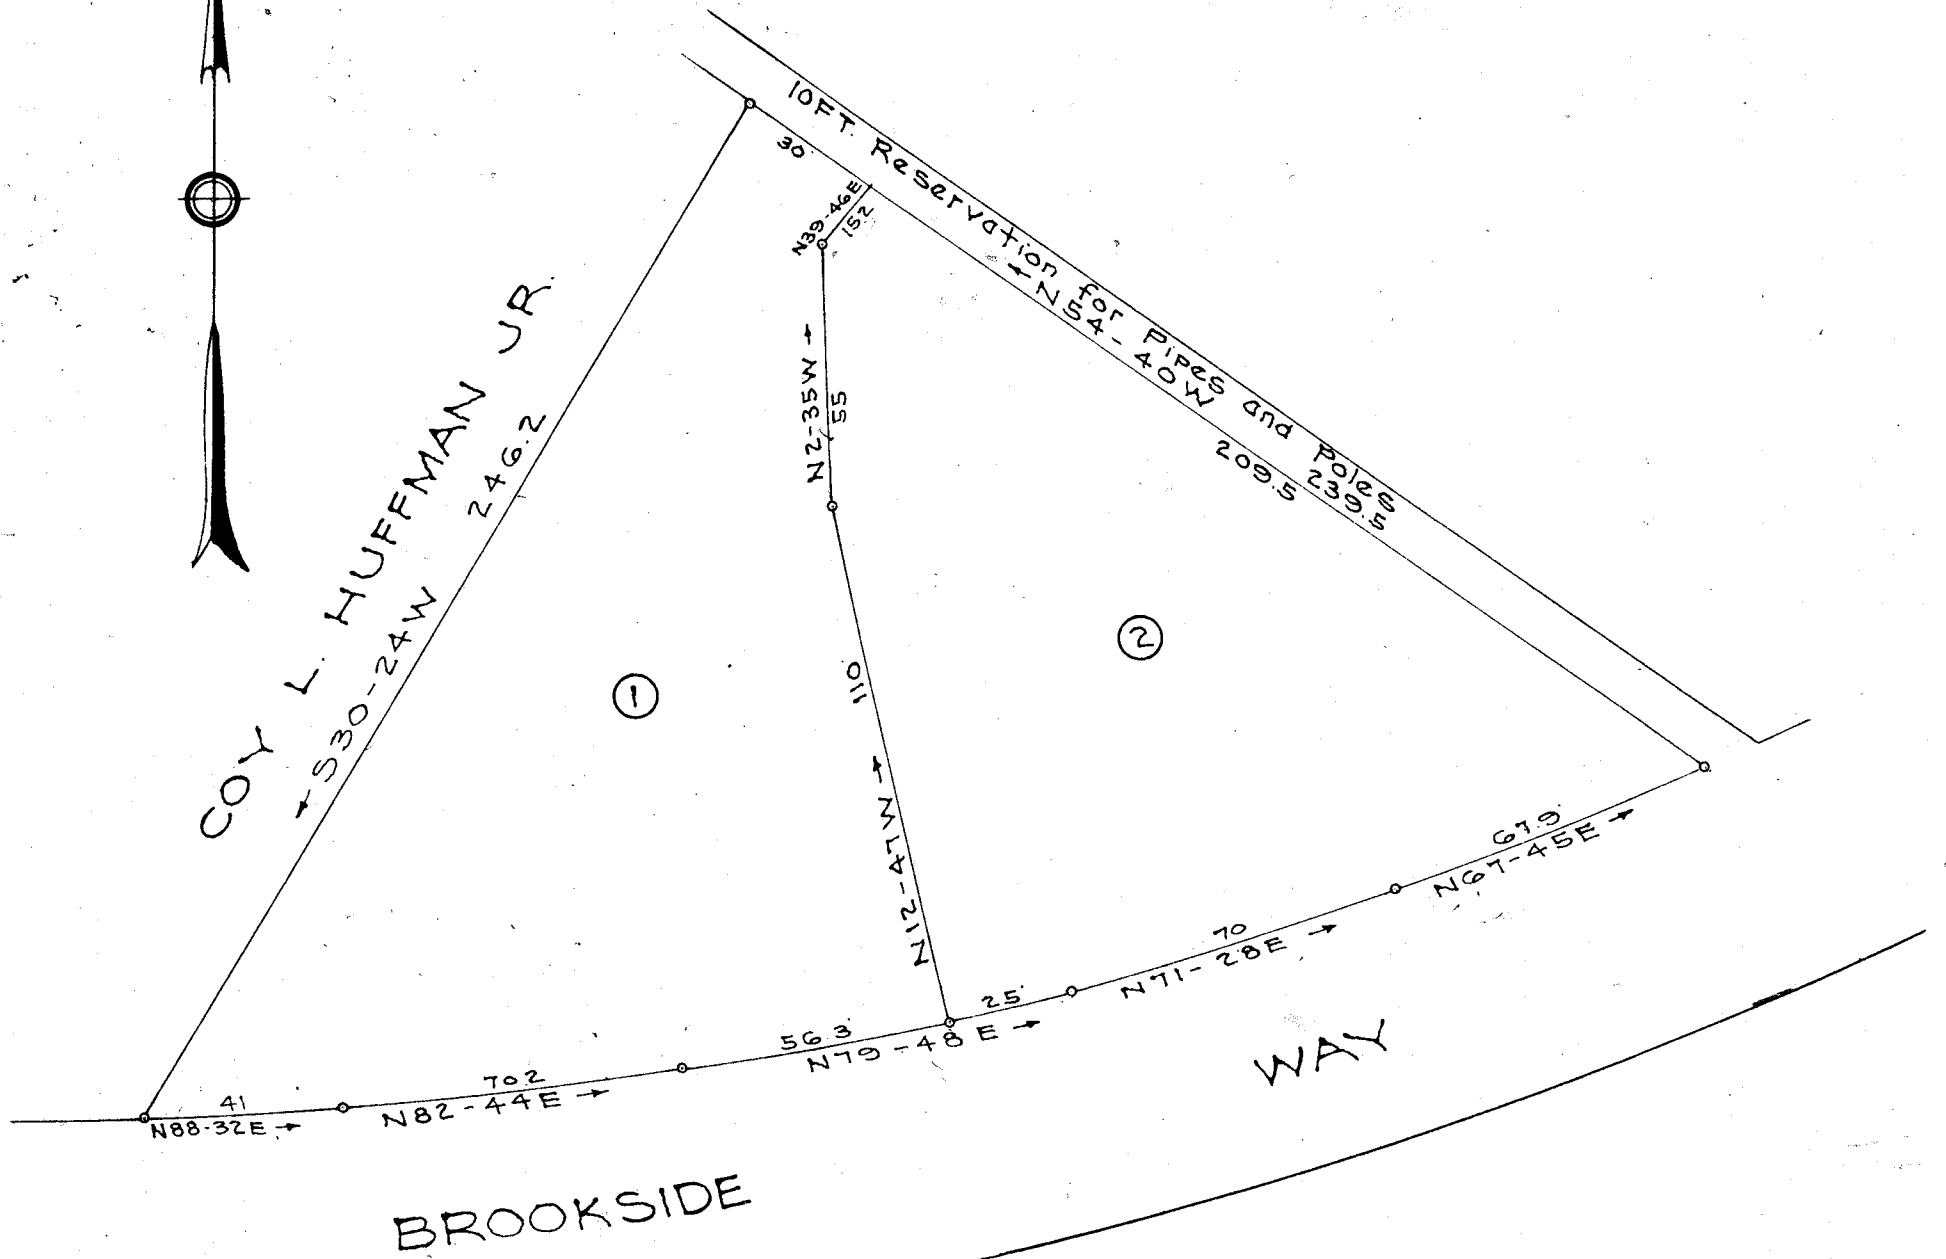 10FT. Reservation for Pipes and Poles
30'
N39-46E
15.2
← N54-40W
209.5
239.5
COY L. HUFFMAN JR.
← S30-24W 246.2
N2-35W →
55
①
②
110
N12-47W →
67.9'
N67-45E →
70
N71-28E →
25'
56.3'
N79-48E →
70.2
N82-44E →
41
N88-32E →
BROOKSIDE WAY